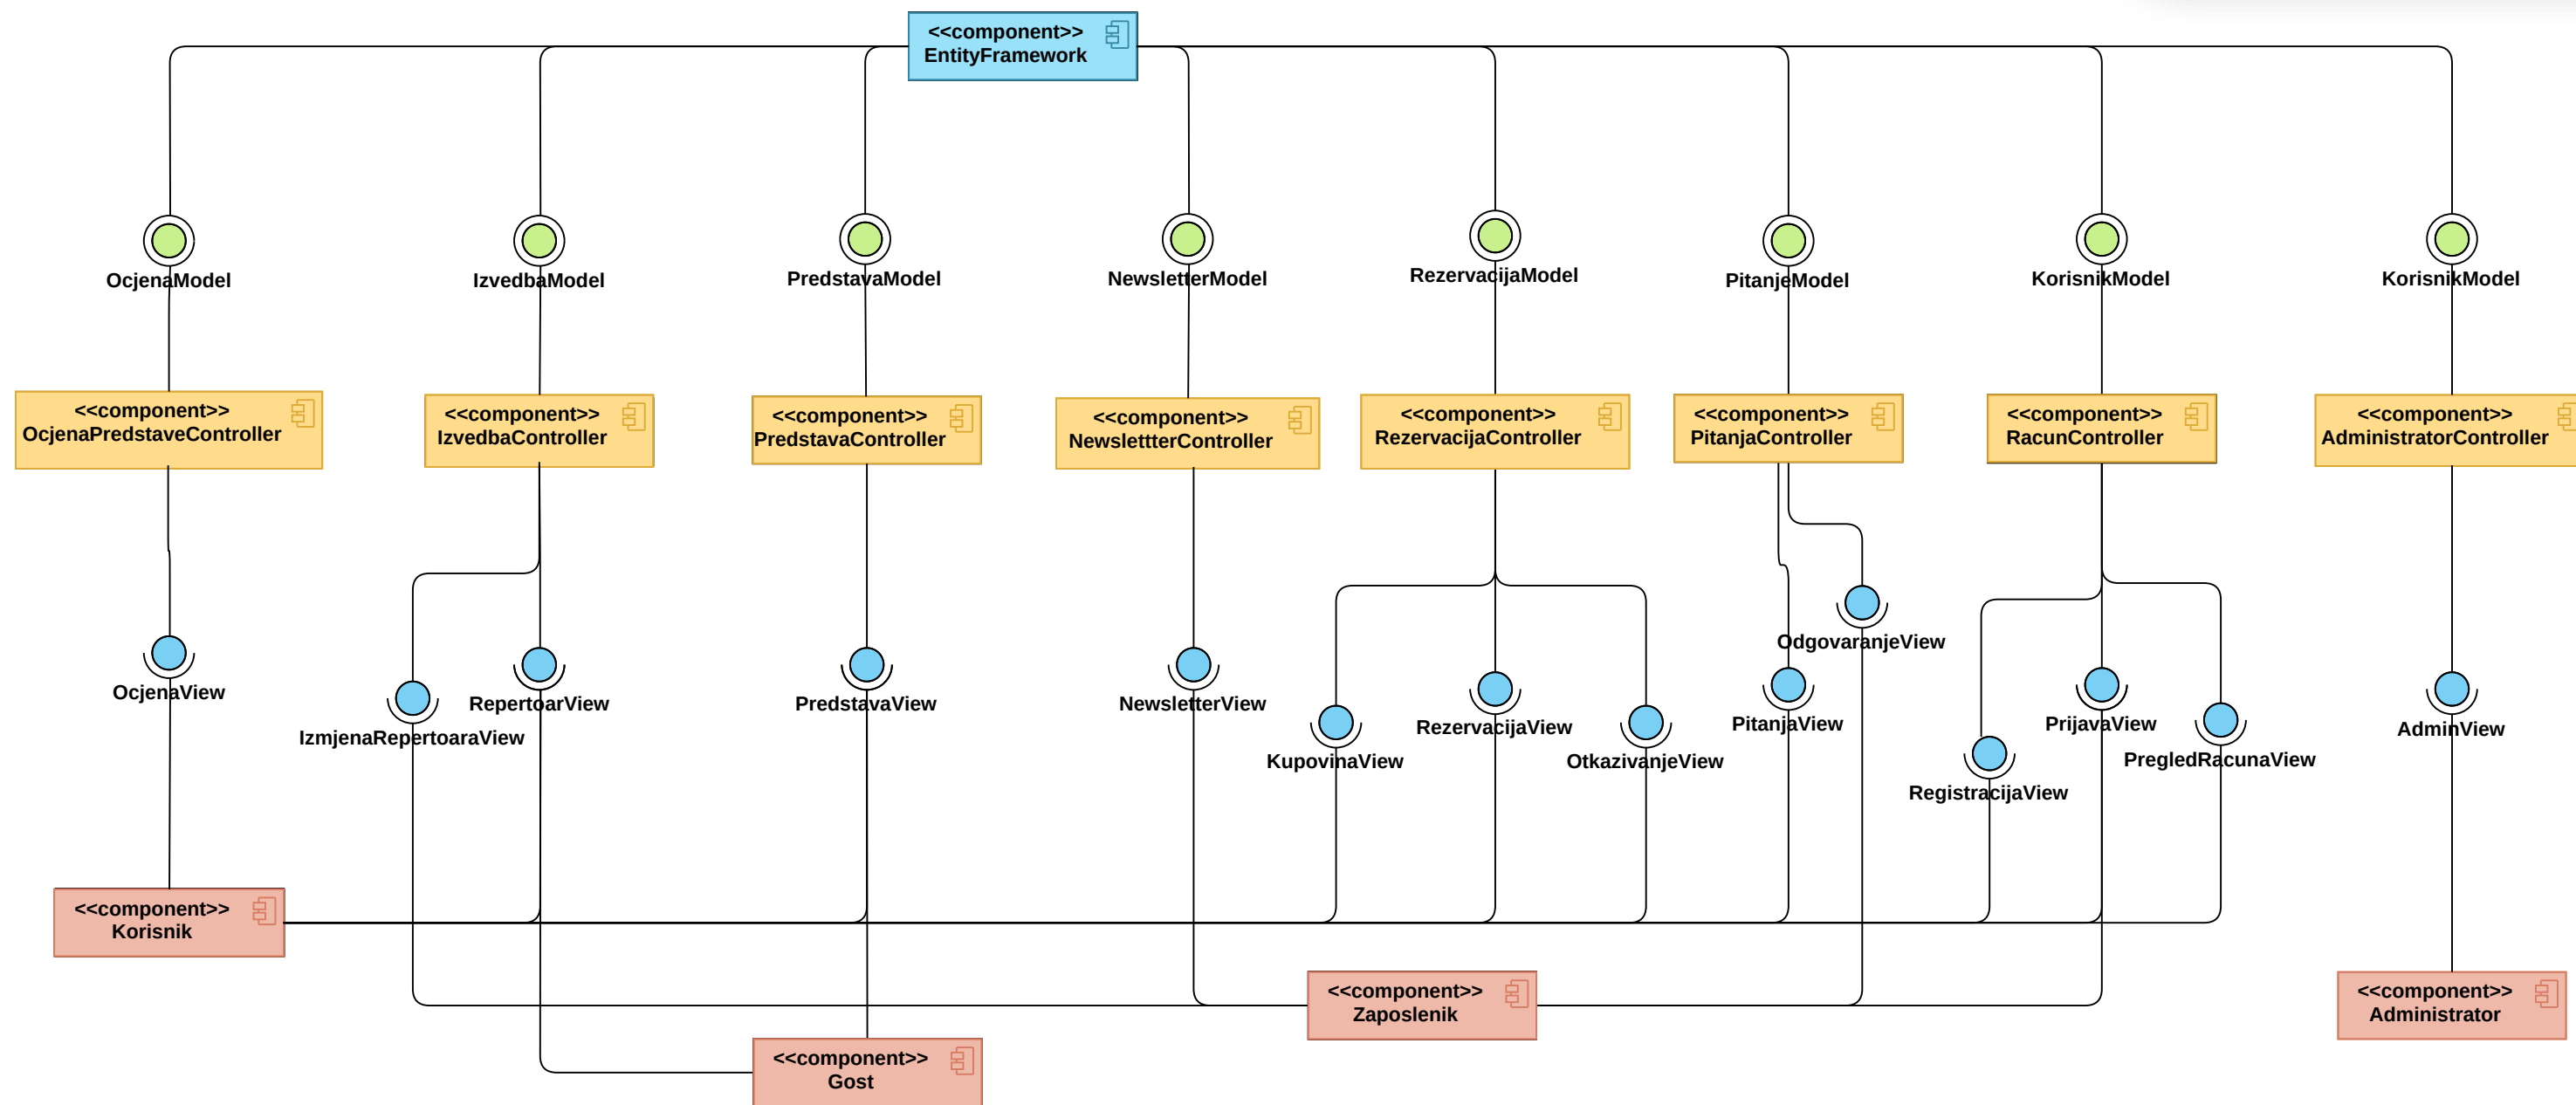 <<component>>
EntityFramework
OcjenaModel
IzvedbaModel
PredstavaModel
NewsletterModel
RezervacijaModel
PitanjeModel
KorisnikModel
KorisnikModel
<<component>>
OcjenaPredstaveController
<<component>>
IzvedbaController
<<component>>
PredstavaController
<<component>>
NewslettterController
<<component>>
RezervacijaController
<<component>>
PitanjaController
<<component>>
RacunController
<<component>>
AdministratorController
OdgovaranjeView
OcjenaView
IzmjenaRepertoaraView
RepertoarView
PredstavaView
NewsletterView
KupovinaView
RezervacijaView
OtkazivanjeView
PitanjaView
RegistracijaView
PrijavaView
PregledRacunaView
AdminView
<<component>>
Korisnik
<<component>>
Zaposlenik
<<component>>
Administrator
<<component>>
Gost